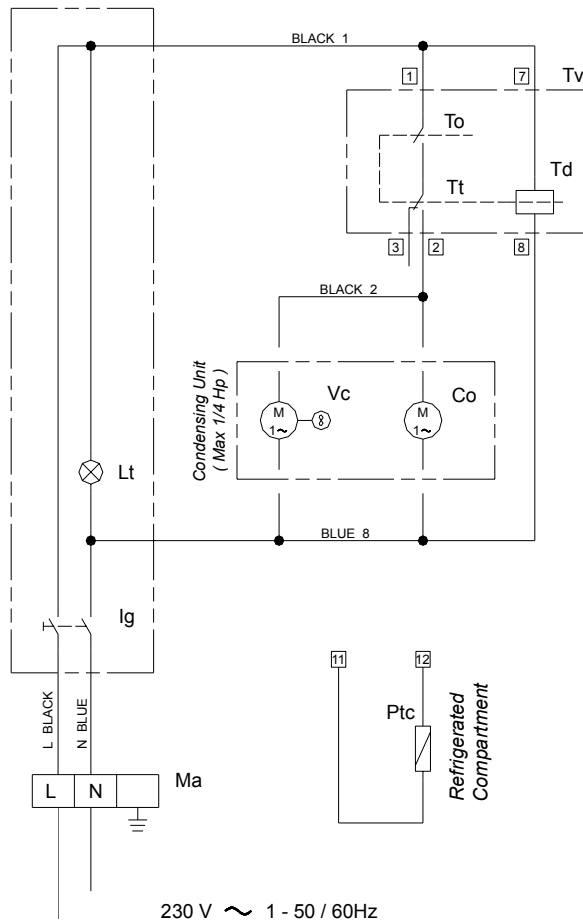 BLACK 1
1
7
Tv
To
Td
Tt
3
2
8
BLACK 2
Condensing Unit
( Max 1/4 Hp )
M
1~
Vc
M
1~
Co
Lt
BLUE 8
Ig
11
12
L BLACK
N BLUE
Ptc
Refrigerated
Compartment
L
N
Ma
230 V ~ 1 - 50 / 60Hz